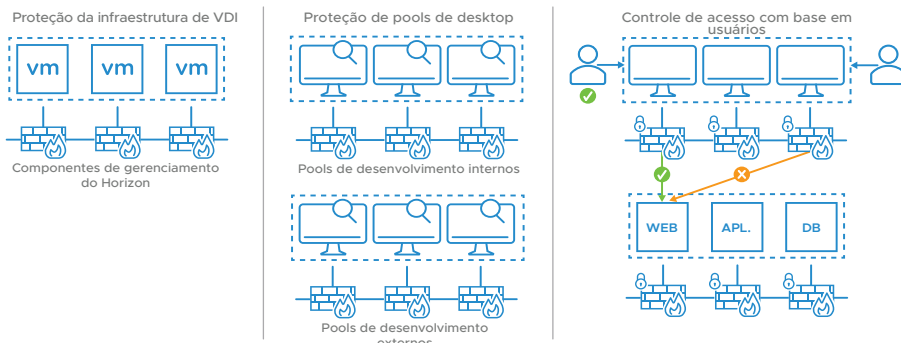 Proteção da infraestrutura de VDI
vm
vm
vm
Componentes de gerenciamento
do Horizon
Proteção de pools de desktop
Pools de desenvolvimento internos
Pools de desenvolvimento
externos
Controle de acesso com base em
usuários
WEB
APL.
DB